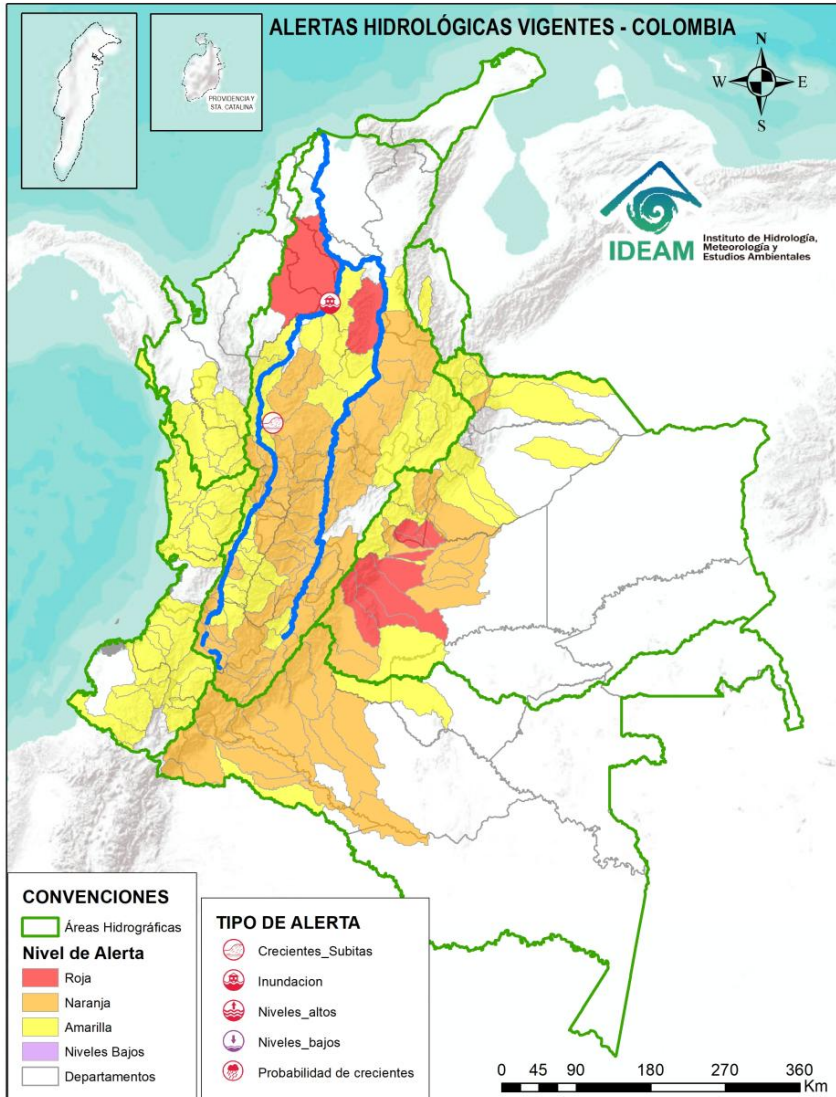 ALERTAS HIDROLÓGICAS VIGENTES - COLOMBIA
PROVIDENCIA Y
STA. CATALINA
N
W
E
S
IDEAM
Instituto de Hidrología,
Meteorología y
Estudios Ambientales
CONVENCIONES
Áreas Hidrográficas
Nivel de Alerta
Roja
Naranja
Amarilla
Niveles Bajos
Departamentos
TIPO DE ALERTA
Crecientes_Subitas
Inundacion
Niveles_altos
Niveles_bajos
Probabilidad de crecientes
0 45 90 180 270 360
Km